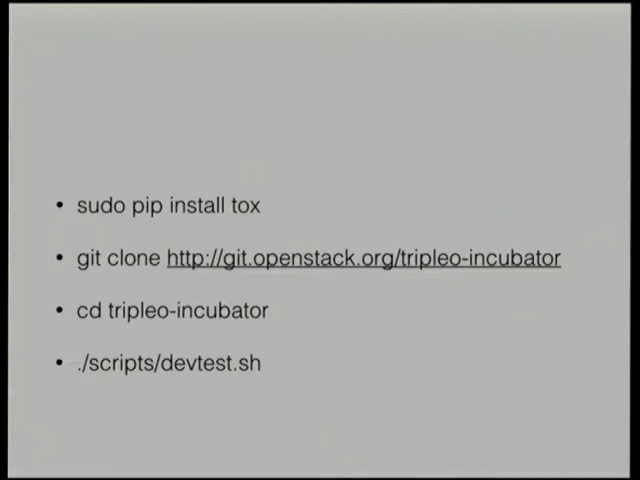 • sudo pip install tox
• git clone http://git.openstack.org/tripleo-incubator
• cd tripleo-incubator
• ./scripts/devtest.sh